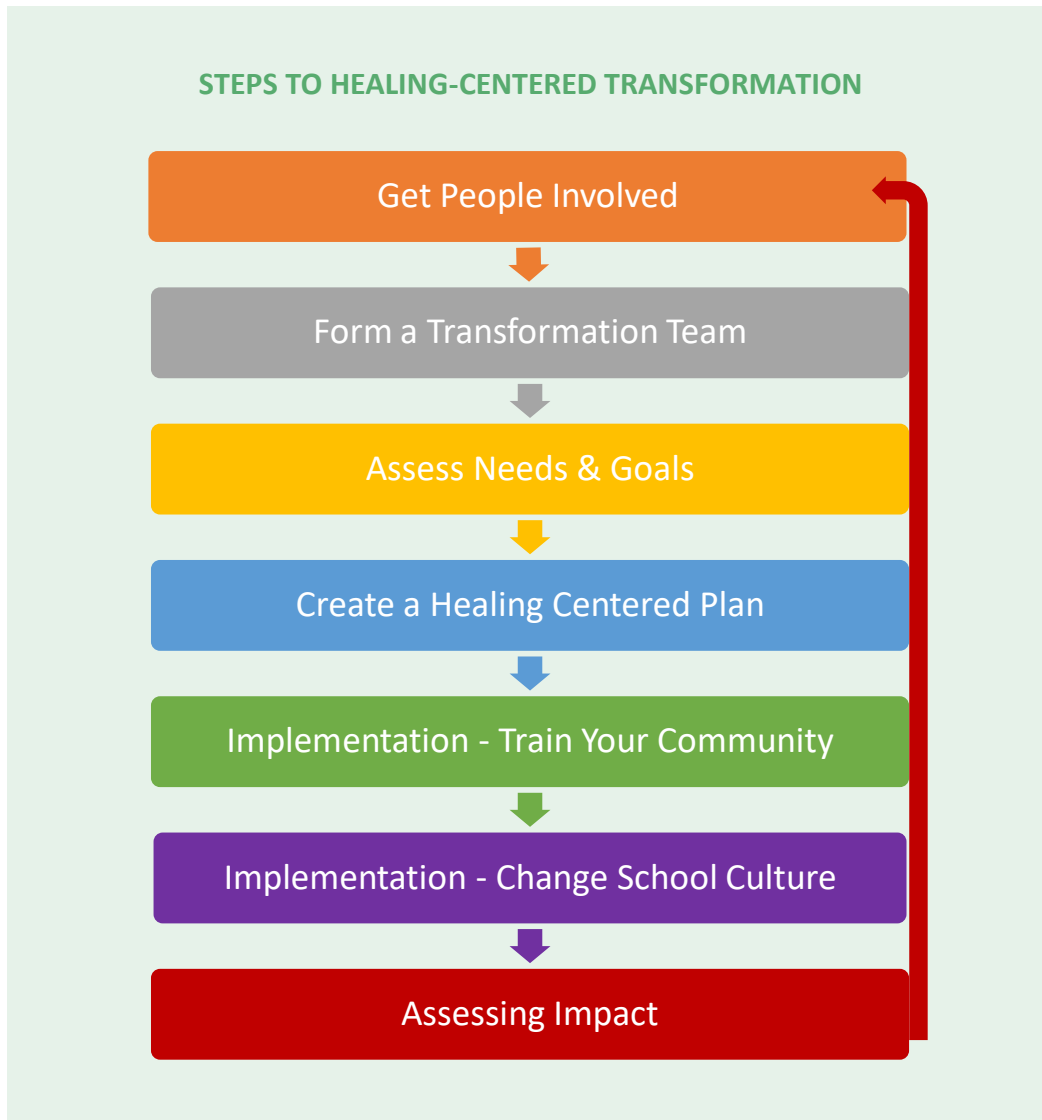 STEPS TO HEALING-CENTERED TRANSFORMATION
Get People Involved
Form a Transformation Team
Assess Needs & Goals
Create a Healing Centered Plan
Implementation - Train Your Community
Implementation - Change School Culture
Assessing Impact